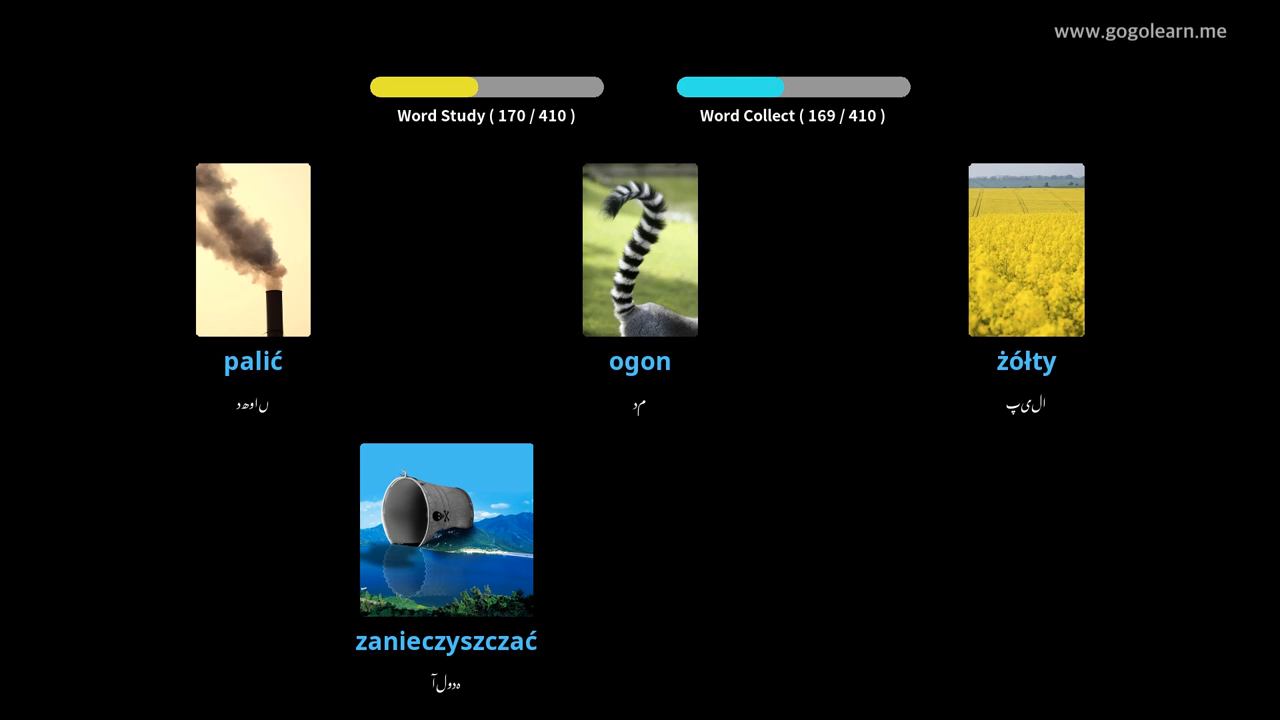 www.gogolearn.me
Word Study ( 170 / 410 )
Word Collect ( 169 / 410 )
palić
ogon
żółty
دھواں
دم
پیلا
zanieczyszczać
آلودہ